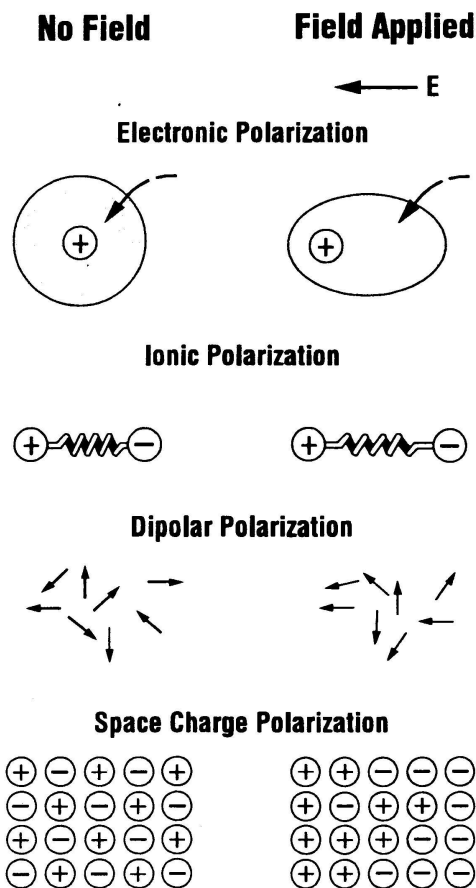 No Field Field Applied
E
Electronic Polarization
+ +
Ionic Polarization
+ − + −
Dipolar Polarization
Space Charge Polarization
+ − + − + + + − − −
− + − + − + − + + −
+ − + − + + + − − −
− + − + − + + − − −